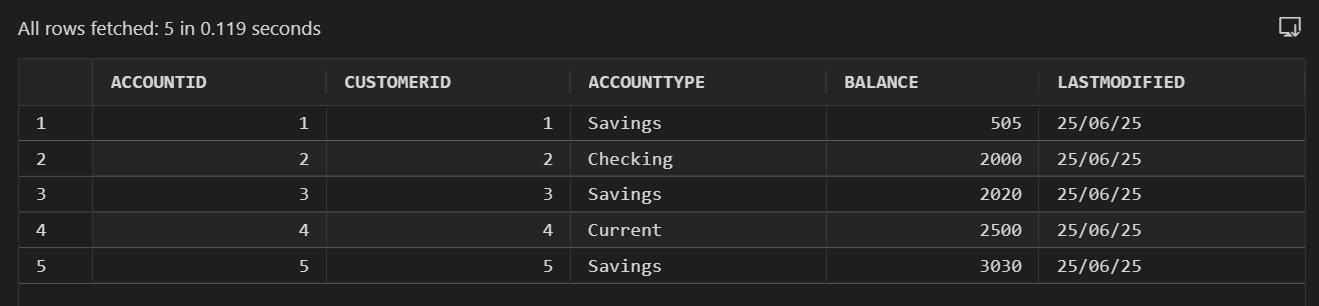 All rows fetched: 5 in 0.119 seconds
ACCOUNTID CUSTOMERID ACCOUNTTYPE BALANCE LASTMODIFIED
1 1 1 Savings 505 25/06/25
2 2 2 Checking 2000 25/06/25
3 3 3 Savings 2020 25/06/25
4 4 4 Current 2500 25/06/25
5 5 5 Savings 3030 25/06/25